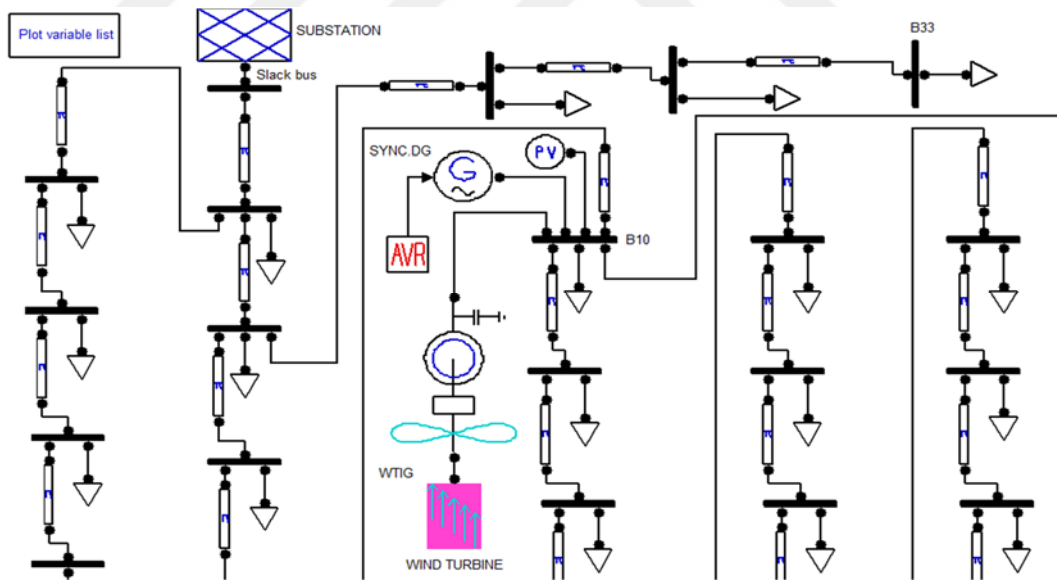 Plot variable list
SUBSTATION
Slack bus
B33
SYNC.DG
G
PV
AVR
B10
WTIG
WIND TURBINE